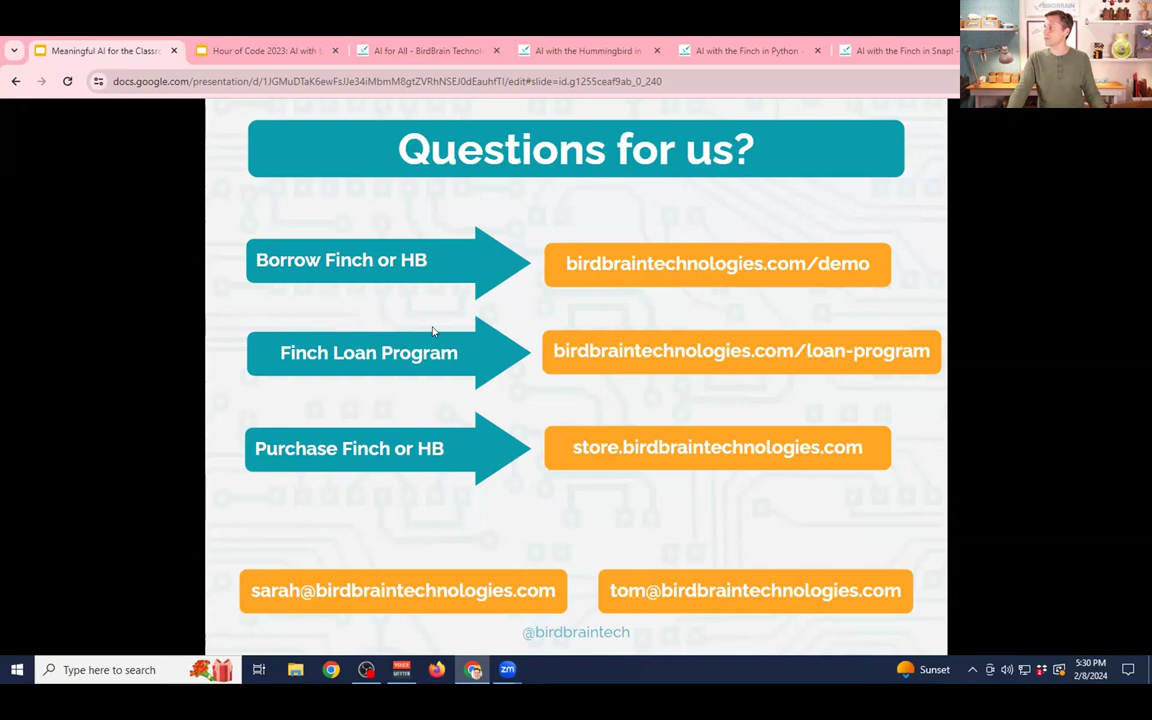 Meaningful AI for the Classr
Hour of Code 2023: AI with
AI for All - BirdBrain Technol
AI with the Hummingbird in
AI with the Finch in Python -
AI with the Finch in Snap! -
docs.google.com/presentation/d/1JGMuDTaK6ewFsJJe34iMbmM8gtZVRhNSEJ0dEauhfTI/edit#slide=id.g1255ceaf9ab_0_240
Questions for us?
Borrow Finch or HB
birdbraintechnologies.com/demo
Finch Loan Program
birdbraintechnologies.com/loan-program
Purchase Finch or HB
store.birdbraintechnologies.com
sarah@birdbraintechnologies.com
tom@birdbraintechnologies.com
@birdbraintech
Type here to search
zm
Sunset
5:30 PM
2/8/2024